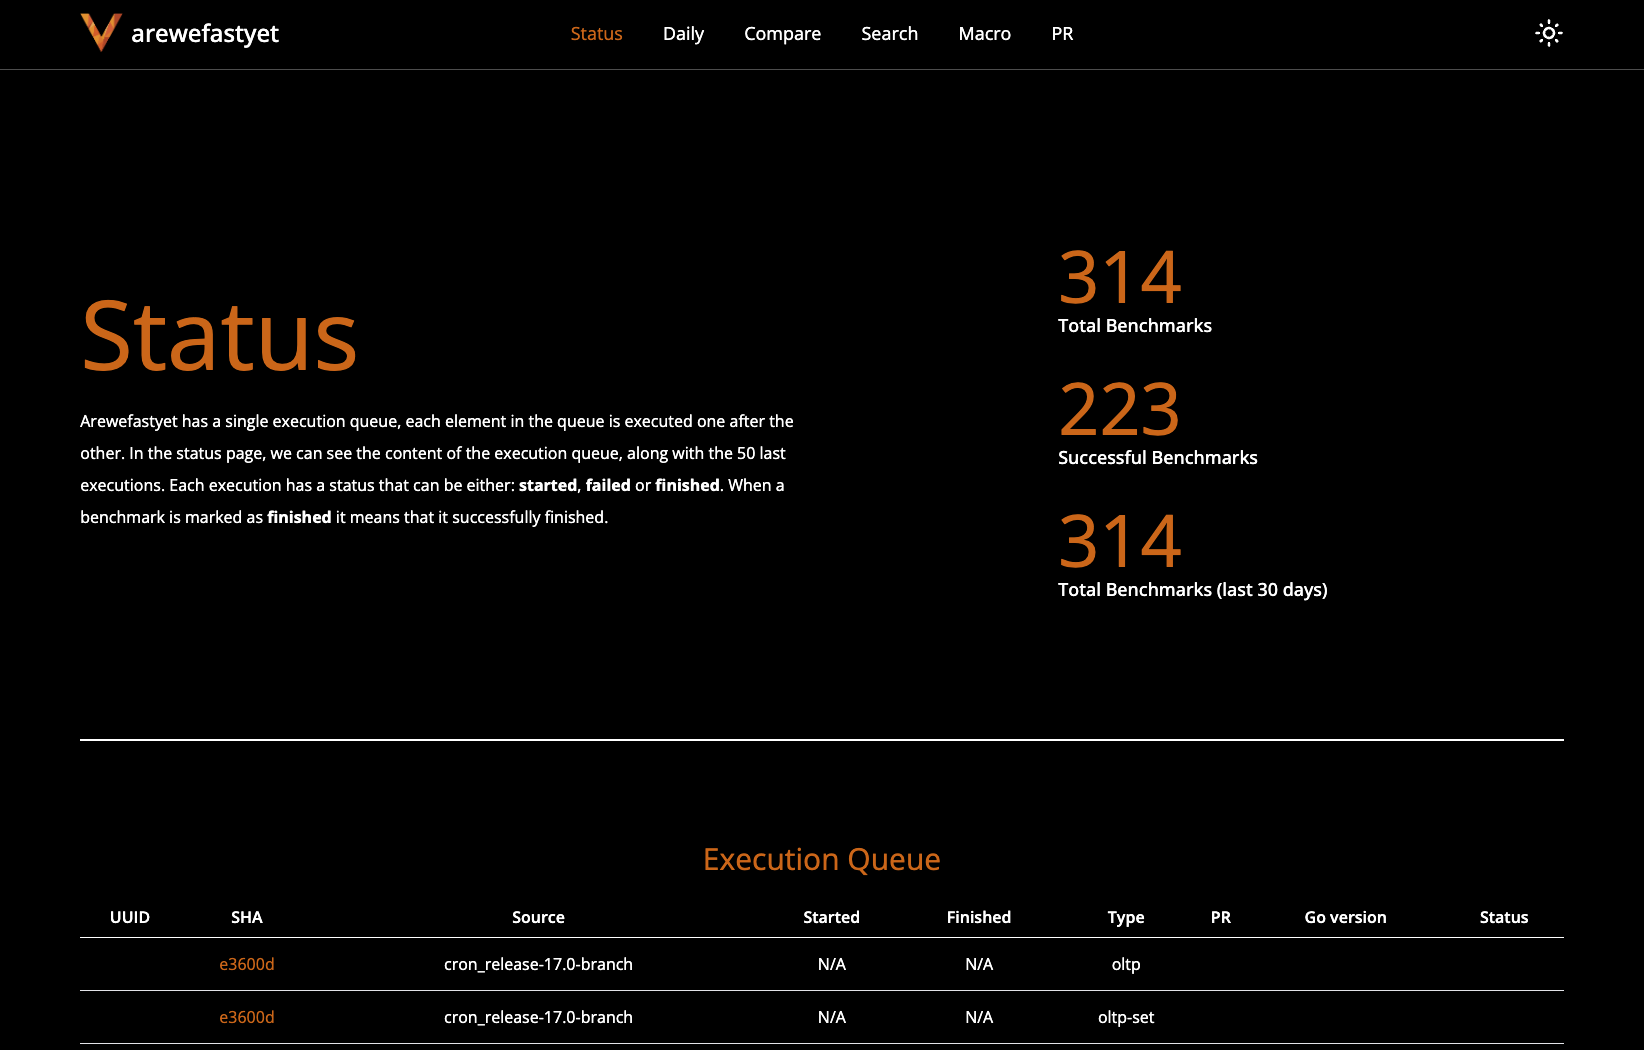 arewefastyet
Status Daily Compare Search Macro PR
Status
Arewefastyet has a single execution queue, each element in the queue is executed one after the
other. In the status page, we can see the content of the execution queue, along with the 50 last
executions. Each execution has a status that can be either: started, failed or finished. When a
benchmark is marked as finished it means that it successfully finished.
314
Total Benchmarks
223
Successful Benchmarks
314
Total Benchmarks (last 30 days)
Execution Queue
UUID SHA Source Started Finished Type PR Go version Status
e3600d cron_release-17.0-branch N/A N/A oltp
e3600d cron_release-17.0-branch N/A N/A oltp-set